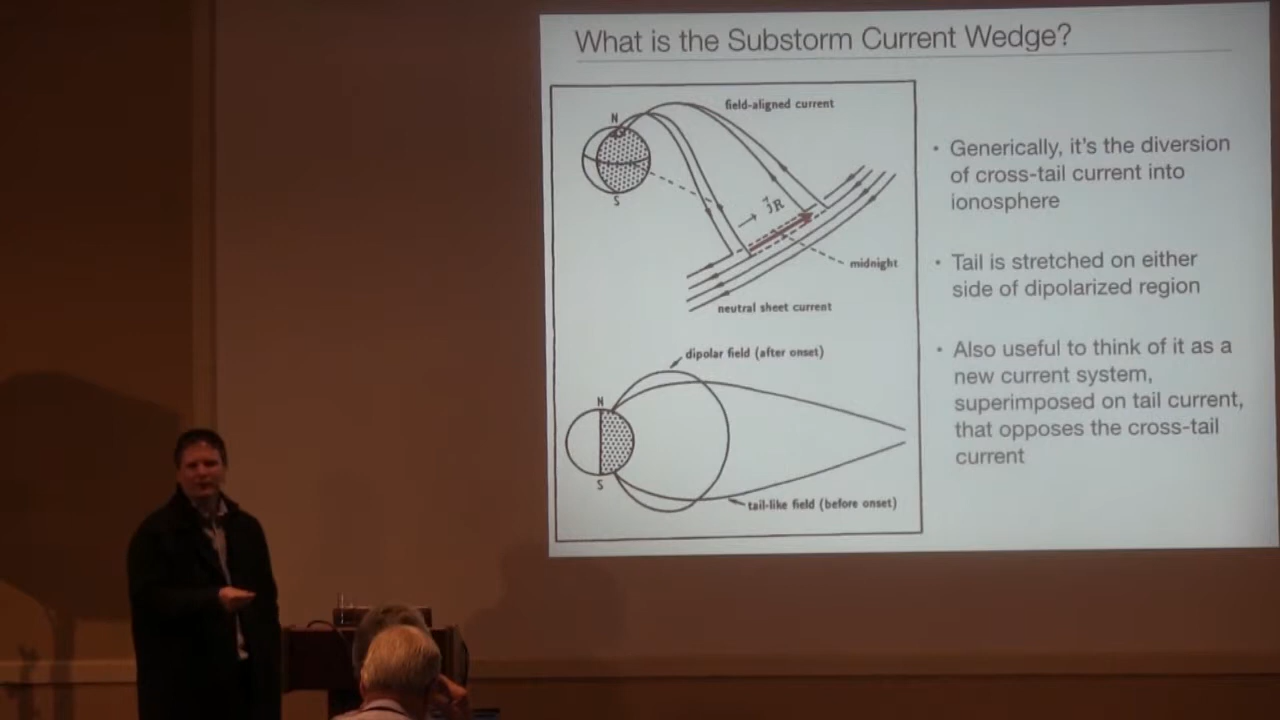 What is the Substorm Current Wedge?
field-aligned current
N
S
→ j⃗R
midnight
neutral sheet current
dipolar field (after onset)
N
S
tail-like field (before onset)
• Generically, it's the diversion
of cross-tail current into
ionosphere
• Tail is stretched on either
side of dipolarized region
• Also useful to think of it as a
new current system,
superimposed on tail current,
that opposes the cross-tail
current